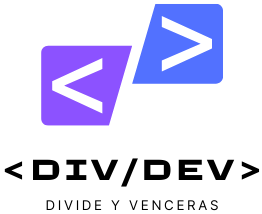 < >
<DIV/DEV>
DIVIDE Y VENCERAS